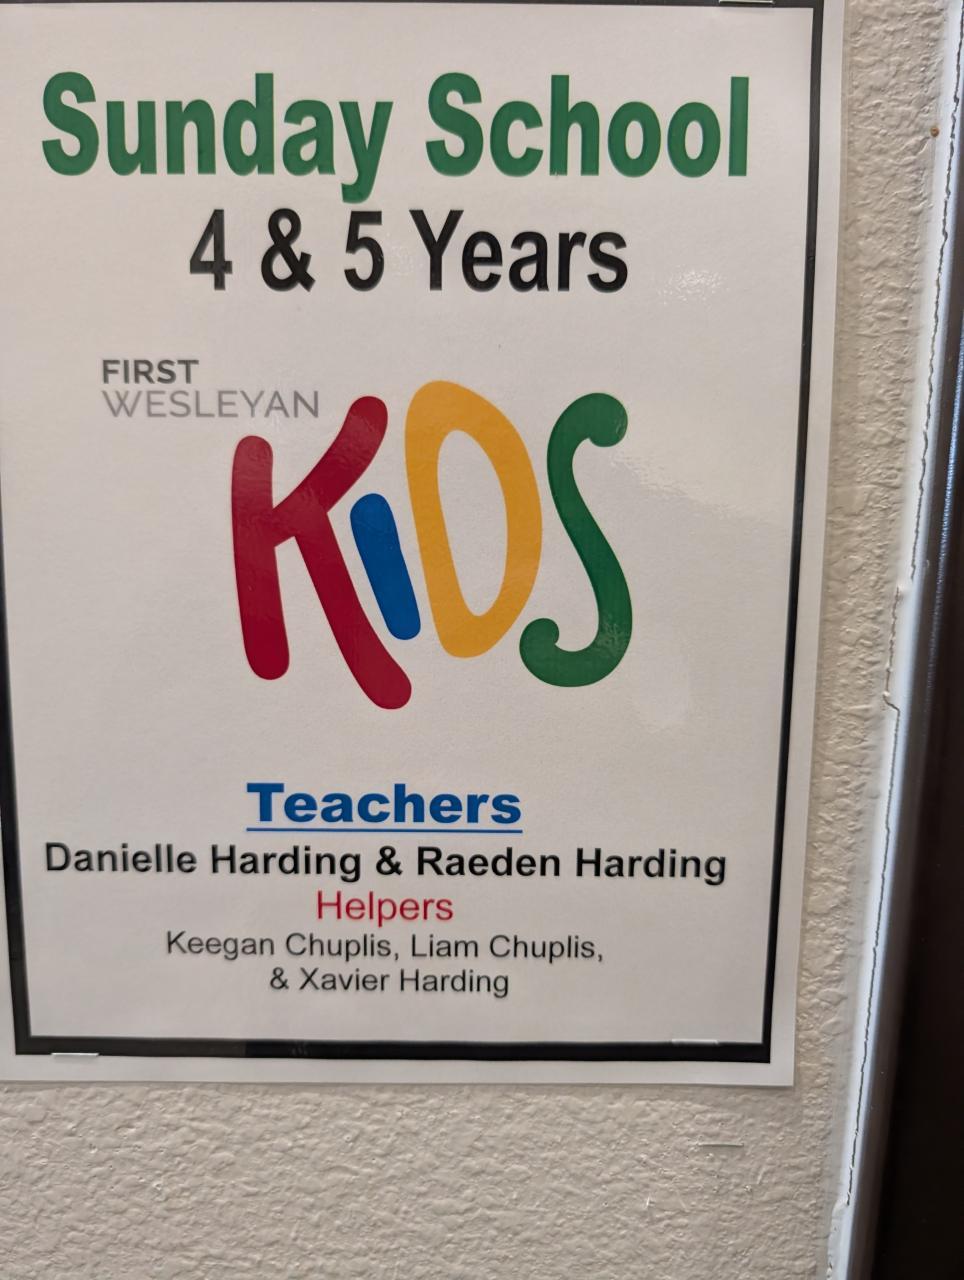 Sunday School
4 & 5 Years
FIRST
WESLEYAN
KiDS
Teachers
Danielle Harding & Raeden Harding
Helpers
Keegan Chuplis, Liam Chuplis,
& Xavier Harding